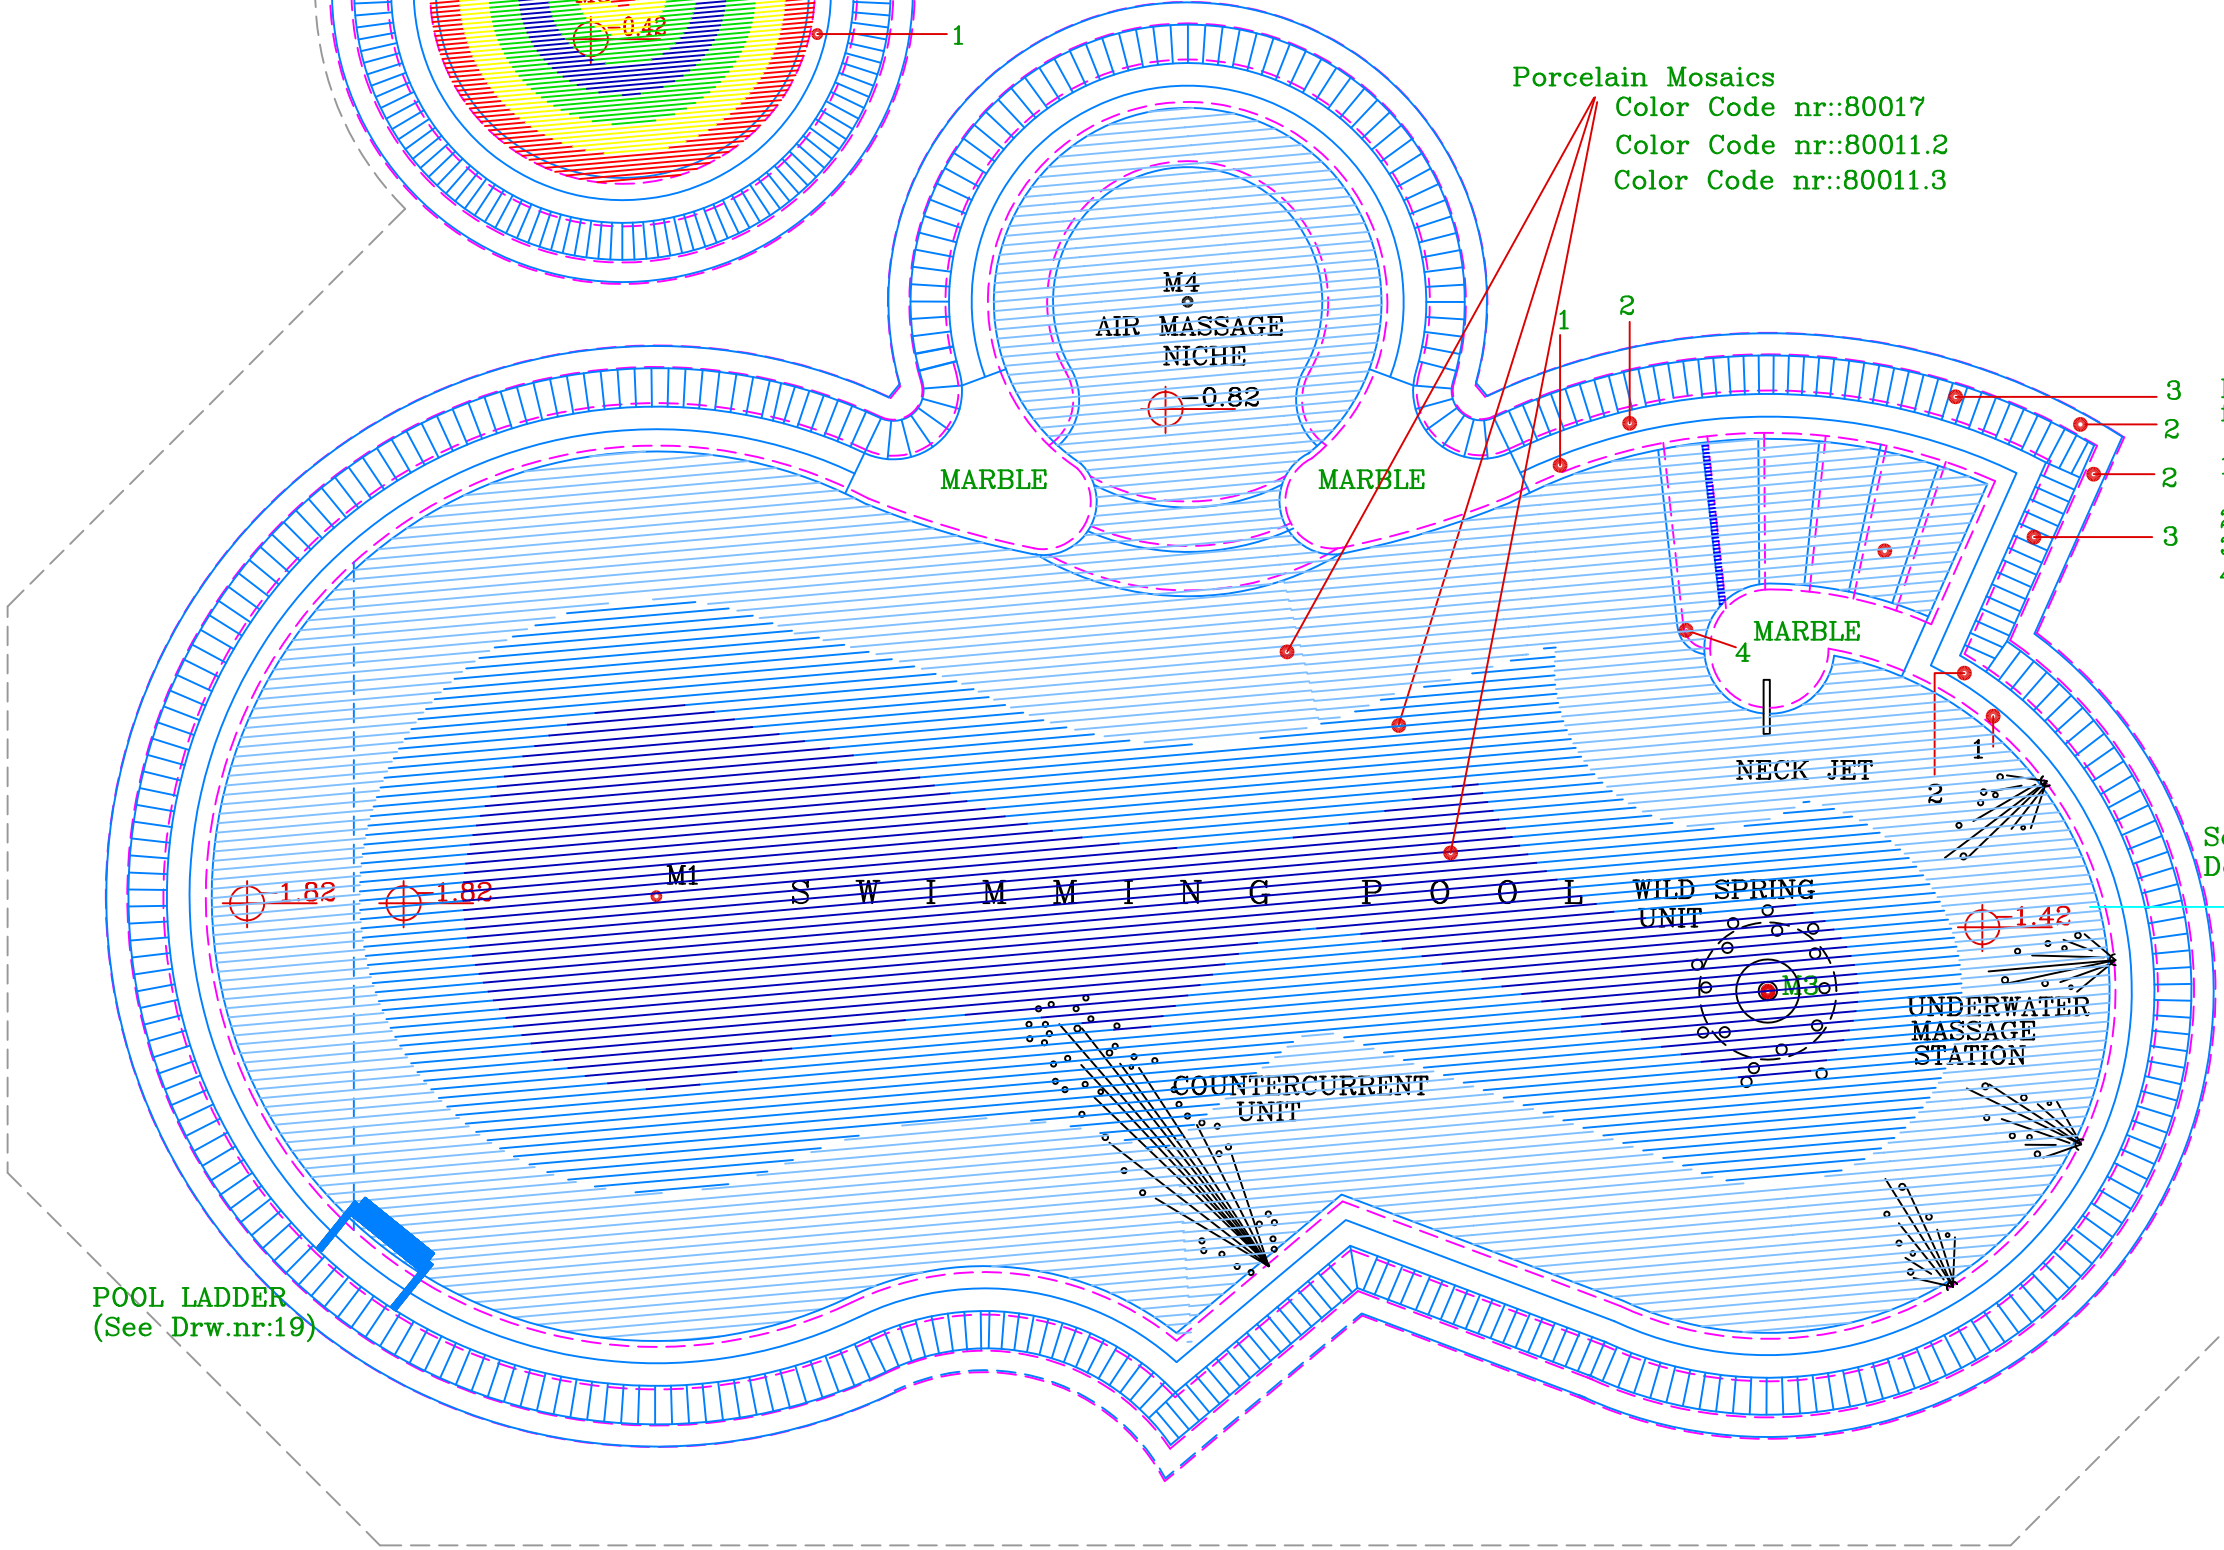 -0.42
1
Porcelain Mosaics
Color Code nr::80017
Color Code nr::80011.2
Color Code nr::80011.3
M4
AIR MASSAGE
NICHE
-0.82
1
2
3
2
2
3
MARBLE
MARBLE
MARBLE
4
1
NECK JET
2
M1
-1.82
-1.82
SWIMMING POOL
WILD SPRING
UNIT
-1.42
M3
UNDERWATER
MASSAGE
STATION
COUNTERCURRENT
UNIT
POOL LADDER
(See Drw.nr:19)